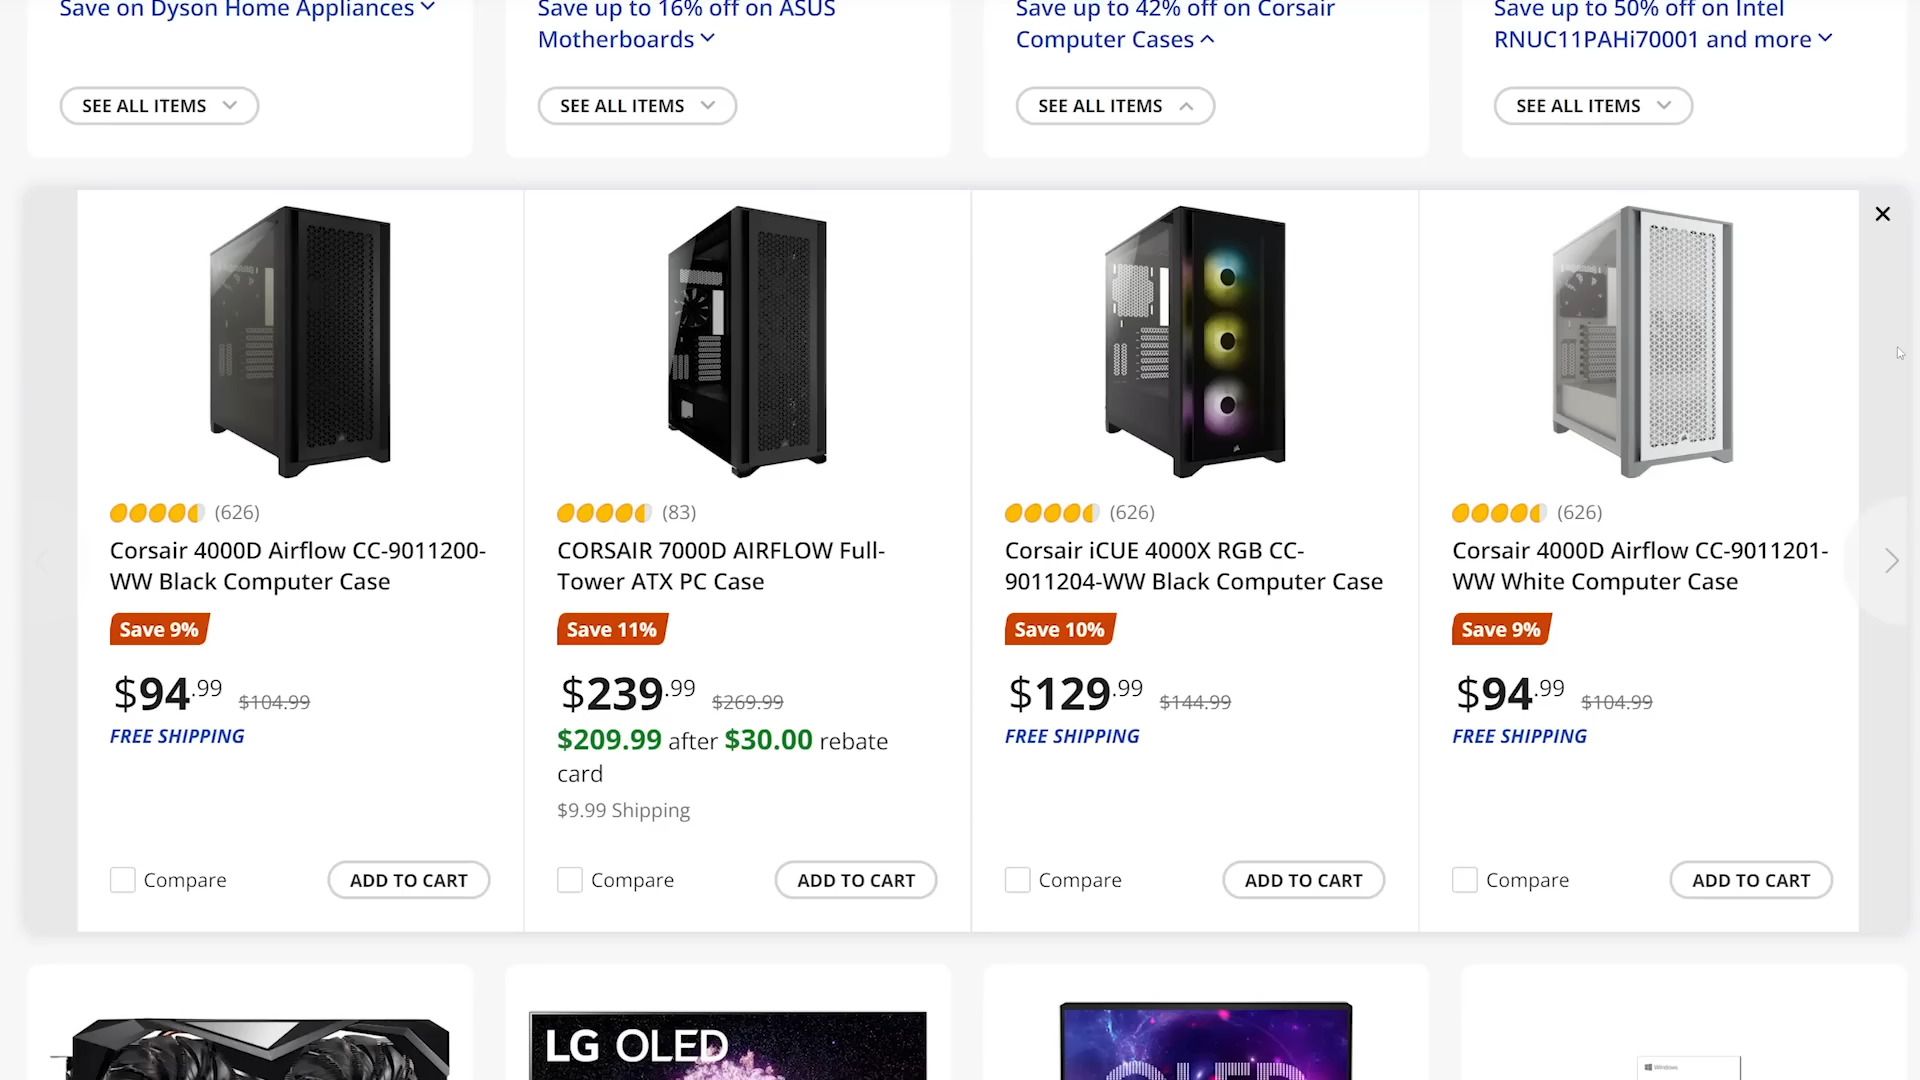 Save on Dyson Home Appliances
Save up to 16% off on ASUS
Motherboards
Save up to 42% off on Corsair
Computer Cases
Save up to 50% off on Intel
RNUC11PAHi70001 and more
SEE ALL ITEMS
SEE ALL ITEMS
SEE ALL ITEMS
SEE ALL ITEMS
(626)
Corsair 4000D Airflow CC-9011200-
WW Black Computer Case
Save 9%
$94.99 $104.99
FREE SHIPPING
Compare
ADD TO CART
(83)
CORSAIR 7000D AIRFLOW Full-
Tower ATX PC Case
Save 11%
$239.99 $269.99
$209.99 after $30.00 rebate
card
$9.99 Shipping
Compare
ADD TO CART
(626)
Corsair iCUE 4000X RGB CC-
9011204-WW Black Computer Case
Save 10%
$129.99 $144.99
FREE SHIPPING
Compare
ADD TO CART
(626)
Corsair 4000D Airflow CC-9011201-
WW White Computer Case
Save 9%
$94.99 $104.99
FREE SHIPPING
Compare
ADD TO CART
LG OLED
OLED
Windows